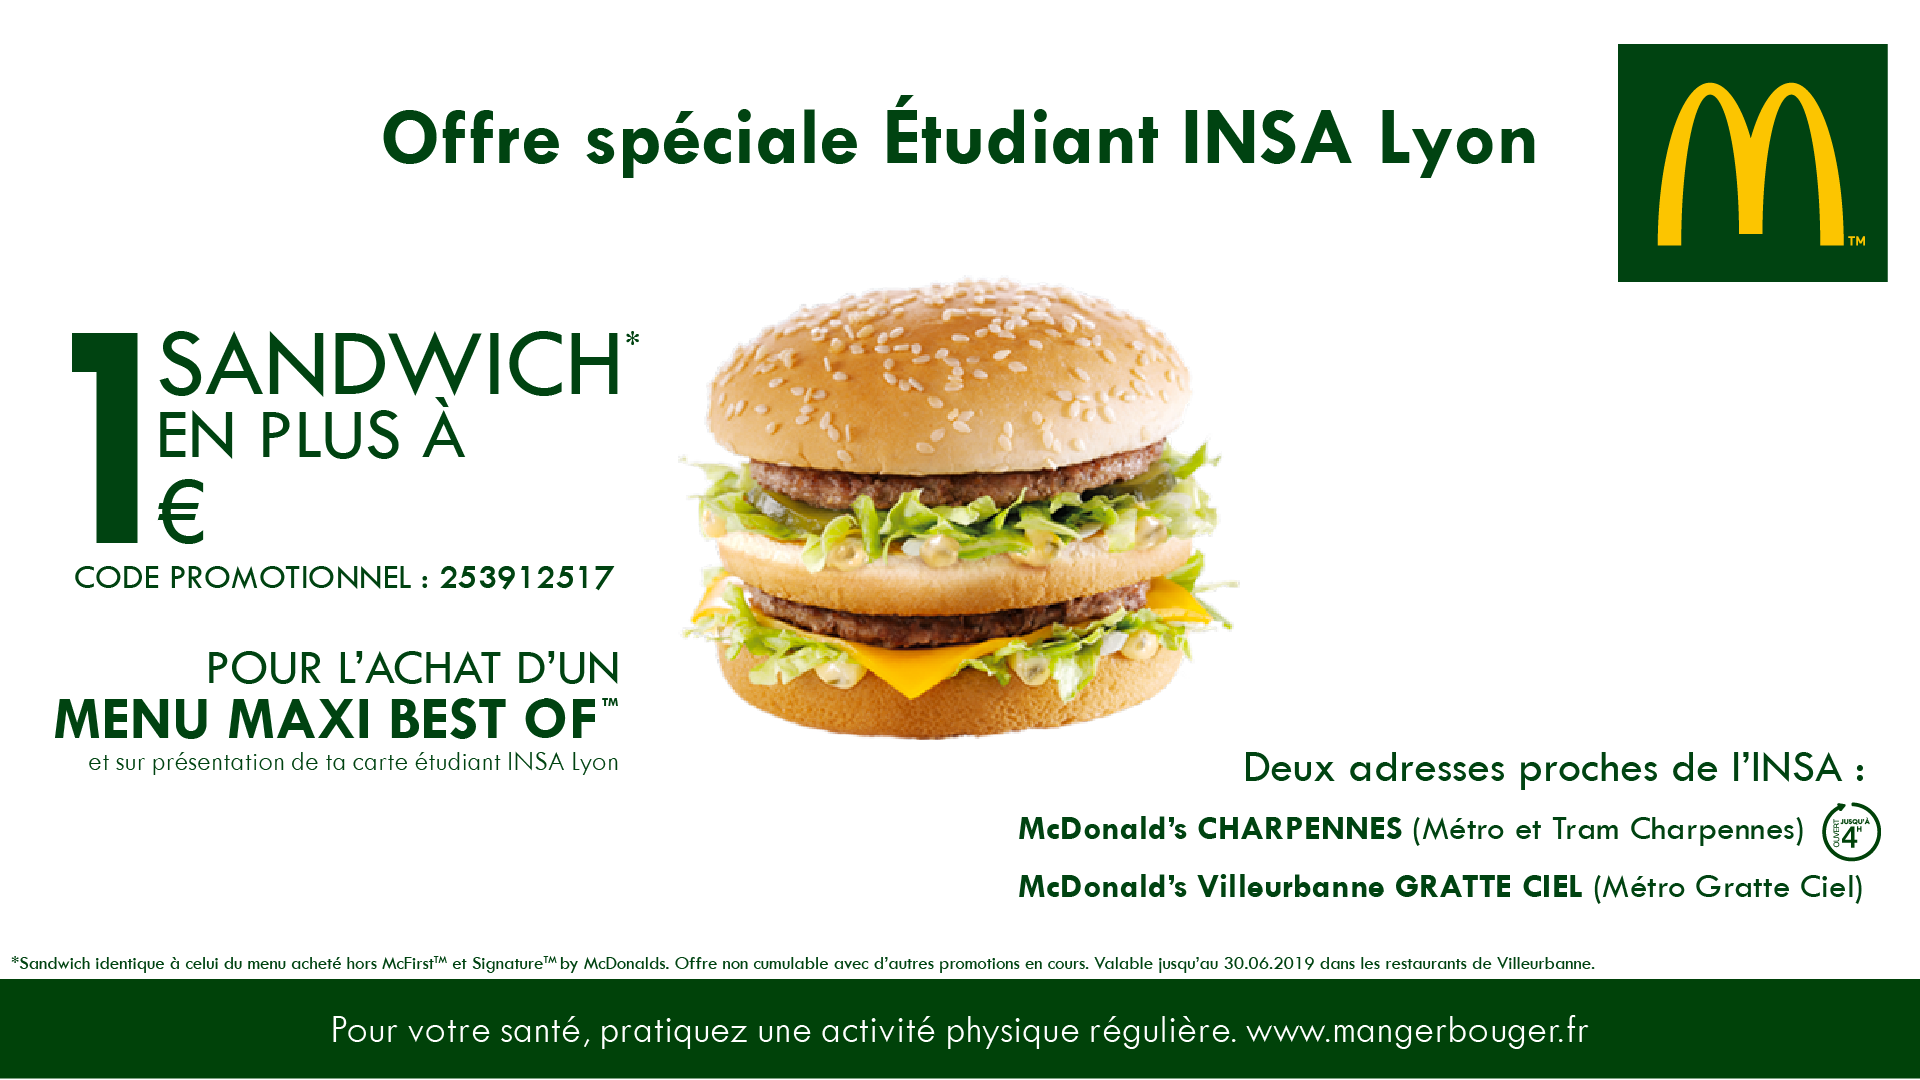 Offre spéciale Étudiant INSA Lyon
TM
1 SANDWICH*
EN PLUS À
€
CODE PROMOTIONNEL : 253912517
POUR L’ACHAT D’UN
MENU MAXI BEST OF™
et sur présentation de ta carte étudiant INSA Lyon
Deux adresses proches de l’INSA :
McDonald’s CHARPENNES (Métro et Tram Charpennes)
OUVERT JUSQU'À 4H
McDonald’s Villeurbanne GRATTE CIEL (Métro Gratte Ciel)
*Sandwich identique à celui du menu acheté hors McFirst™ et Signature™ by McDonalds. Offre non cumulable avec d’autres promotions en cours. Valable jusqu’au 30.06.2019 dans les restaurants de Villeurbanne.
Pour votre santé, pratiquez une activité physique régulière. www.mangerbouger.fr